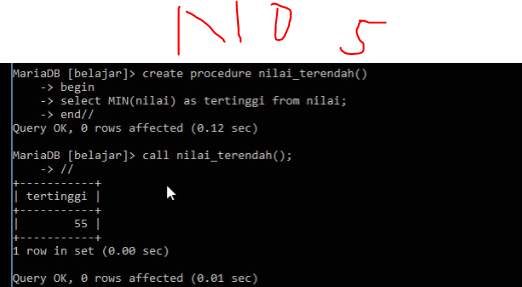 NIO 5
MariaDB [belajar]> create procedure nilai_terendah()
    -> begin
    -> select MIN(nilai) as tertinggi from nilai;
    -> end//
Query OK, 0 rows affected (0.12 sec)
MariaDB [belajar]> call nilai_terendah();
    -> //
+-----------+
| tertinggi |
+-----------+
|        55 |
+-----------+
1 row in set (0.00 sec)
Query OK, 0 rows affected (0.01 sec)